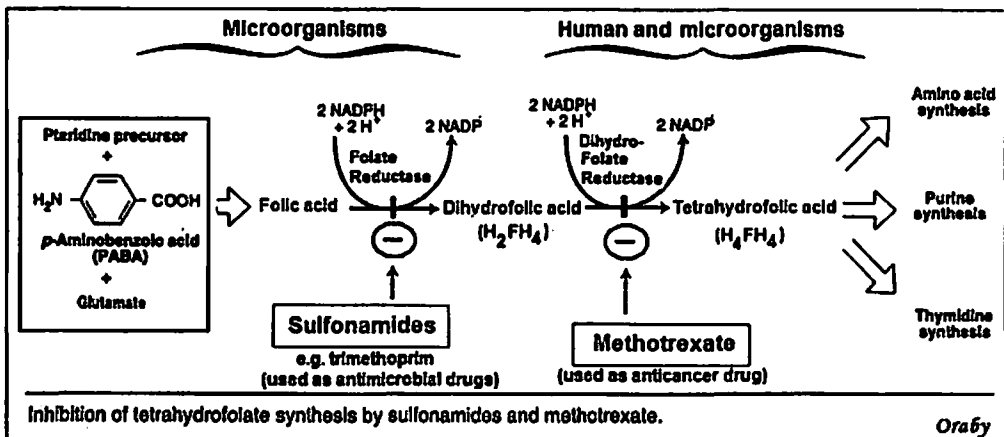 Microorganisms
Human and microorganisms
Pteridine precursor
+
H₂N
COOH
p-Aminobenzoic acid
(PABA)
+
Glutamate
2 NADPH
+ 2 H⁺
2 NADP
Folate
Reductase
Folic acid
Dihydrofolic acid
(H₂FH₄)
2 NADPH
+ 2 H⁺
2 NADP
Dihydro-
Folate
Reductase
Tetrahydrofolic acid
(H₄FH₄)
Amino acid
synthesis
Purine
synthesis
Thymidine
synthesis
−
−
Sulfonamides
e.g. trimethoprim
(used as antimicrobial drugs)
Methotrexate
(used as anticancer drug)
Inhibition of tetrahydrofolate synthesis by sulfonamides and methotrexate.
Oraby